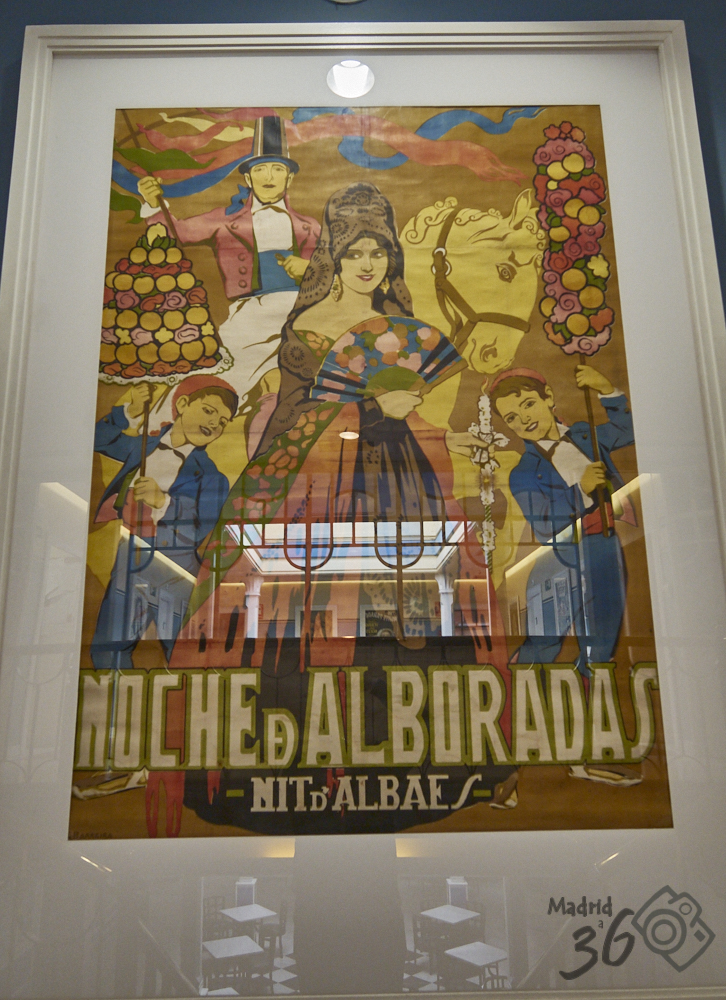 NOCHE D ALBORADAS
- NIT D'ALBAES -
Madrid
a
360